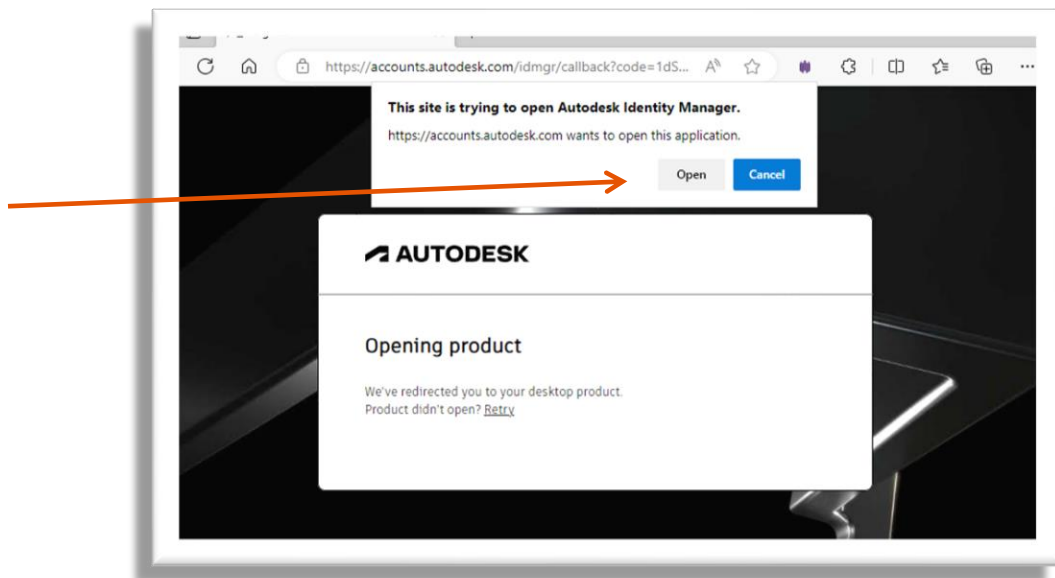 https://accounts.autodesk.com/idmgr/callback?code=1dS...
This site is trying to open Autodesk Identity Manager.
https://accounts.autodesk.com wants to open this application.
Open Cancel
AUTODESK
Opening product
We've redirected you to your desktop product.
Product didn't open? Retry